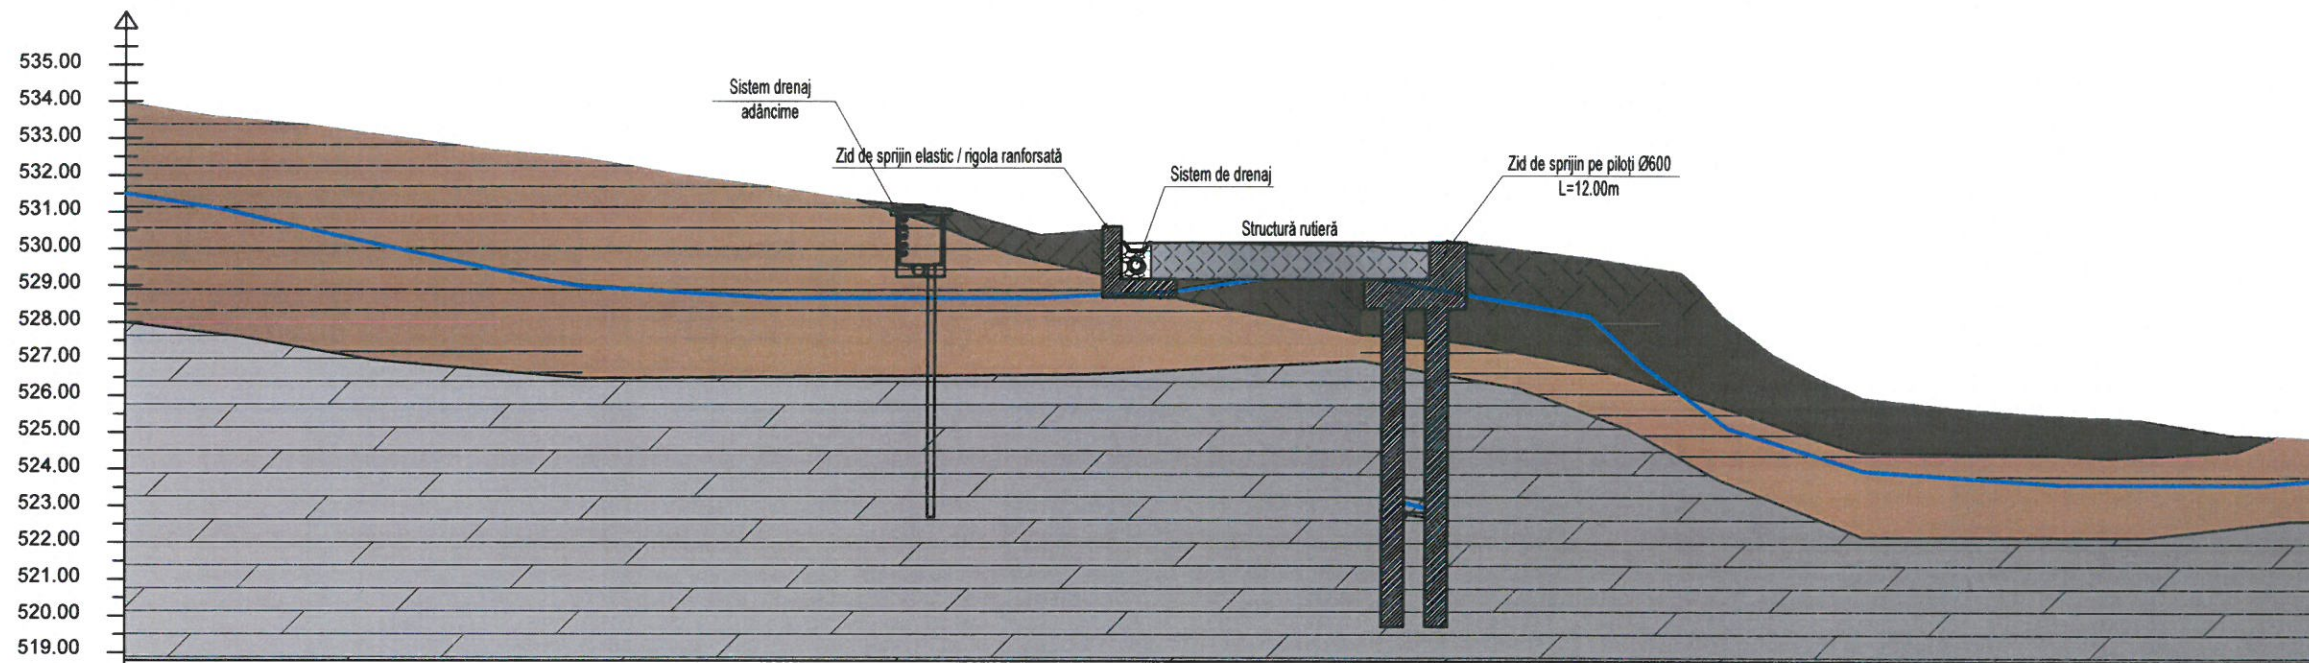 535.00
534.00
533.00
532.00
531.00
530.00
529.00
528.00
527.00
526.00
525.00
524.00
523.00
522.00
521.00
520.00
519.00
Sistem drenaj
adâncime
Zid de sprijin elastic / rigola ranforsată
Sistem de drenaj
Structură rutieră
Zid de sprijin pe piloți Ø600
L=12.00m